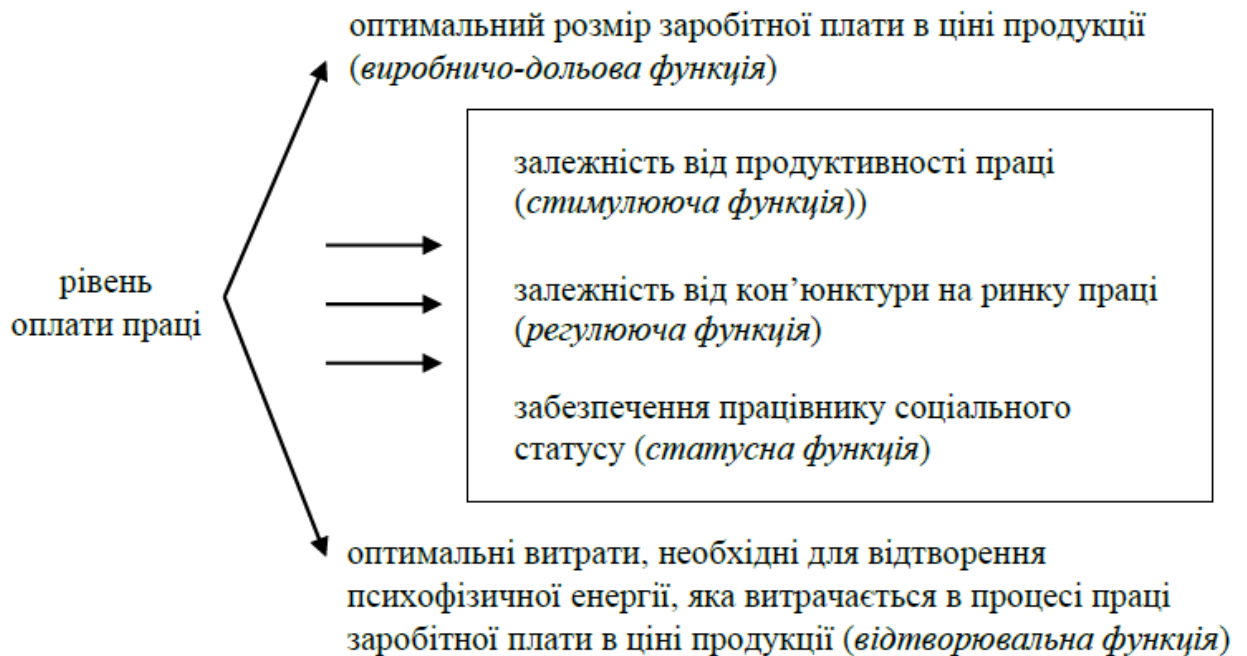 оптимальний розмір заробітної плати в ціні продукції
(виробничо-дольова функція)
залежність від продуктивності праці
(стимулююча функція))
рівень
оплати праці
залежність від кон’юнктури на ринку праці
(регулююча функція)
забезпечення працівнику соціального
статусу (статусна функція)
оптимальні витрати, необхідні для відтворення
психофізичної енергії, яка витрачається в процесі праці
заробітної плати в ціні продукції (відтворювальна функція)